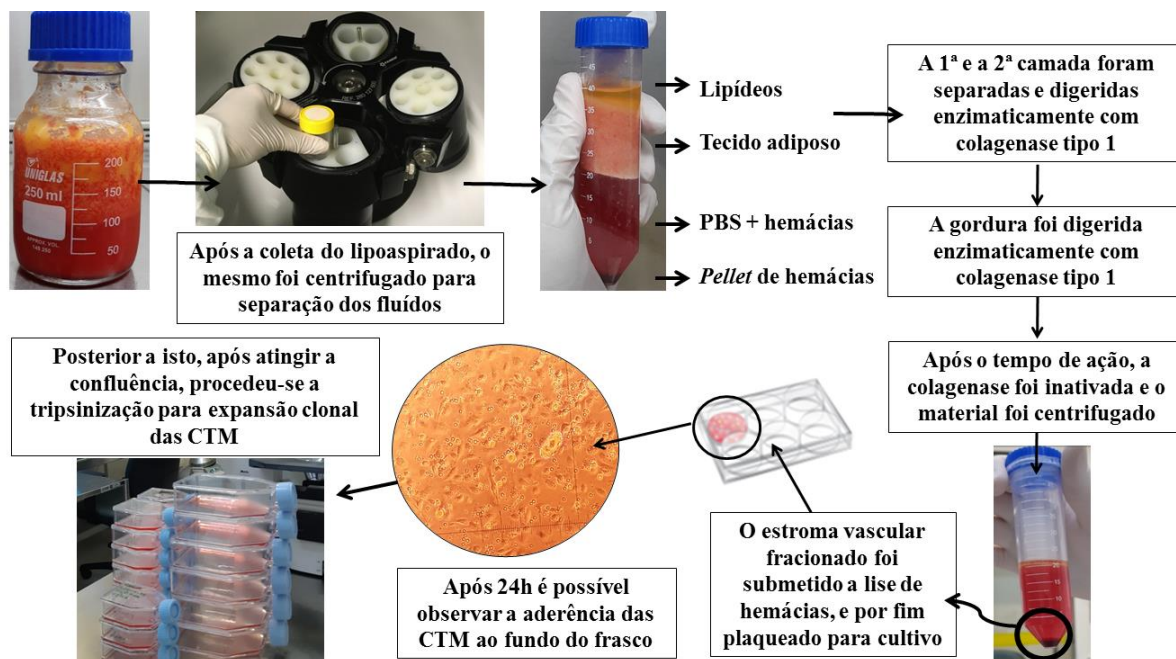 UNIGLAS
250 ml
APPROX. VOL.
200
150
100
50
Após a coleta do lipoaspirado, o
mesmo foi centrifugado para
separação dos fluídos
Lipídeos
Tecido adiposo
PBS + hemácias
Pellet de hemácias
A 1ª e a 2ª camada foram
separadas e digeridas
enzimaticamente com
colagenase tipo 1
A gordura foi digerida
enzimaticamente com
colagenase tipo 1
Após o tempo de ação, a
colagenase foi inativada e o
material foi centrifugado
O estroma vascular
fracionado foi
submetido a lise de
hemácias, e por fim
plaqueado para cultivo
Após 24h é possível
observar a aderência das
CTM ao fundo do frasco
Posterior a isto, após atingir a
confluência, procedeu-se a
tripsinização para expansão clonal
das CTM